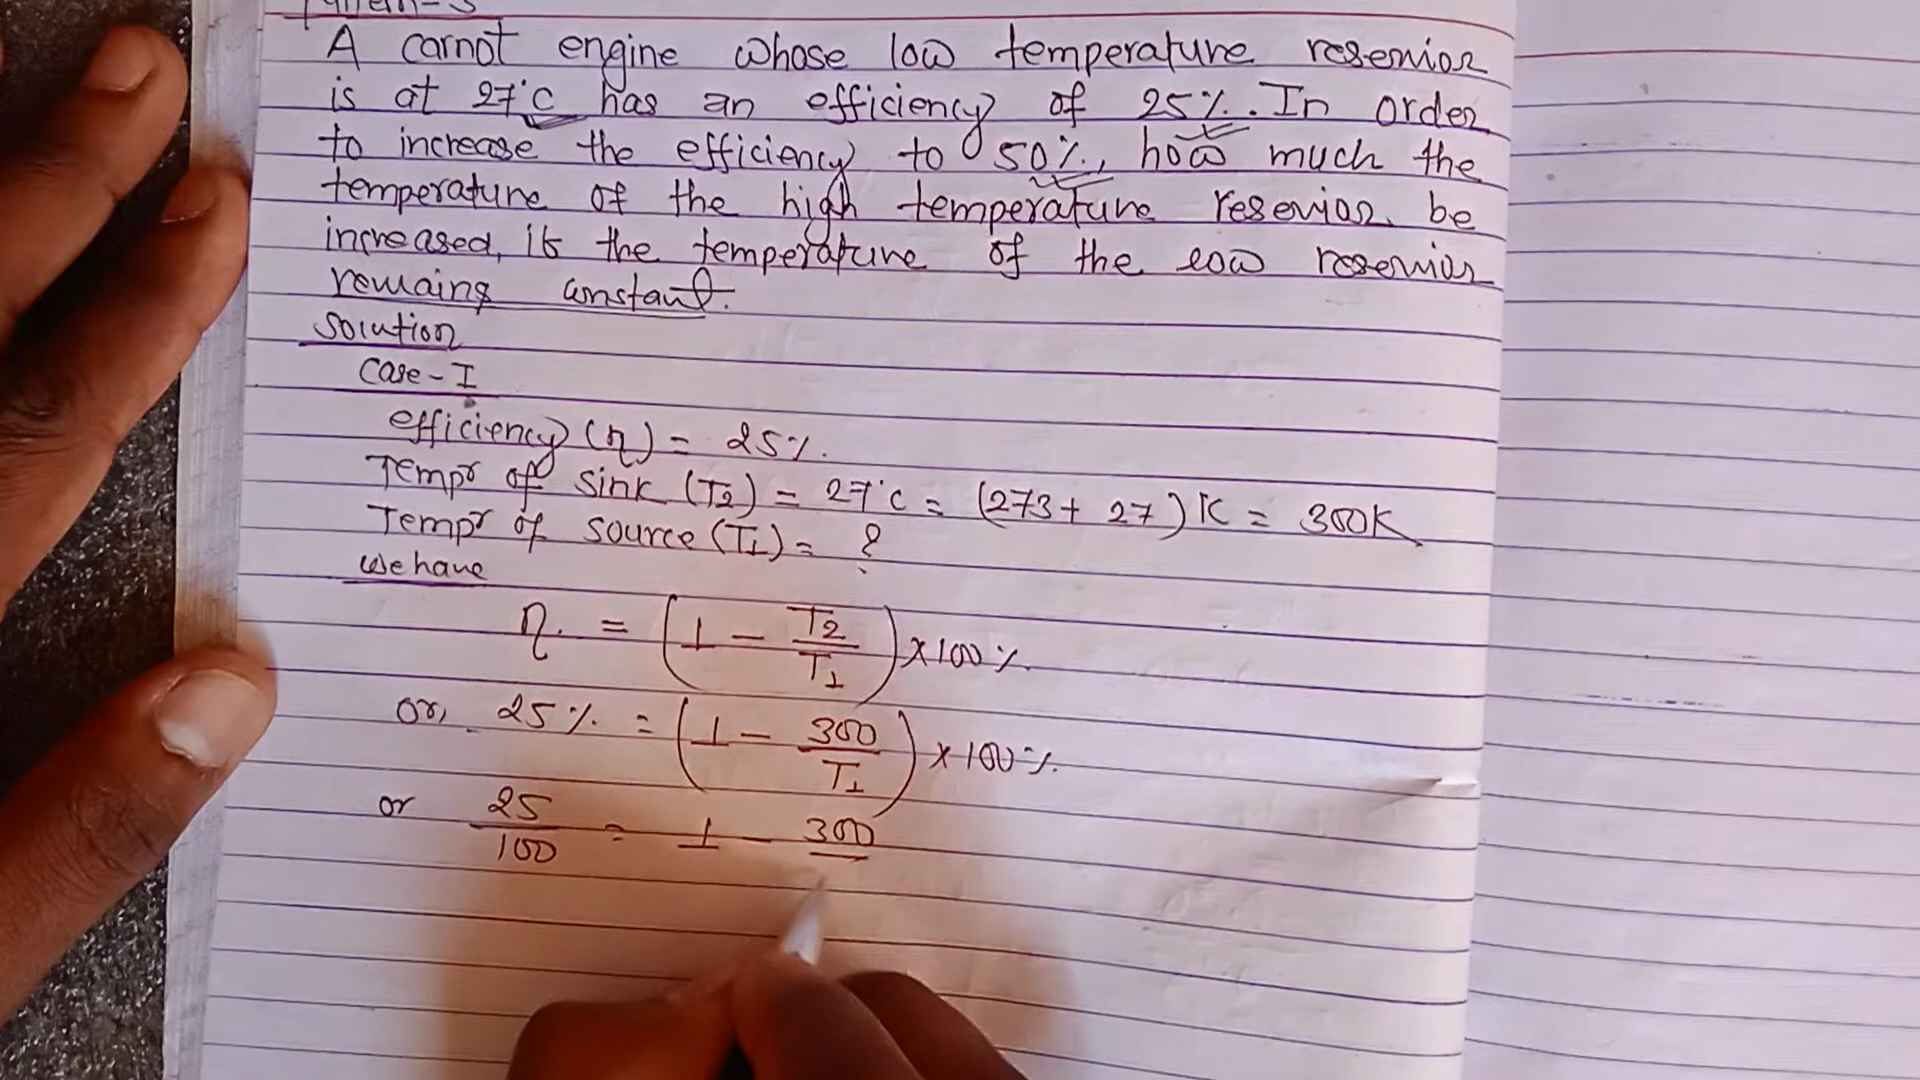 A carnot engine whose low temperature resernior
is at 27°C has an efficiency of 25%. In order
to increase the efficiency to 50%, how much the
temperature of the high temperature resevior be
increased, if the temperature of the low resernior
remains constant.
Solution
Case-I
efficiency (η) = 25%.
Tempr of sink (T2) = 27°C = (273+ 27)K = 300K
Tempr of source (T1) = ?
We have
η = (1 - T2/T1) × 100%.
or, 25% = (1 - 300/T1) × 100%.
or 25/100 = 1 - 300